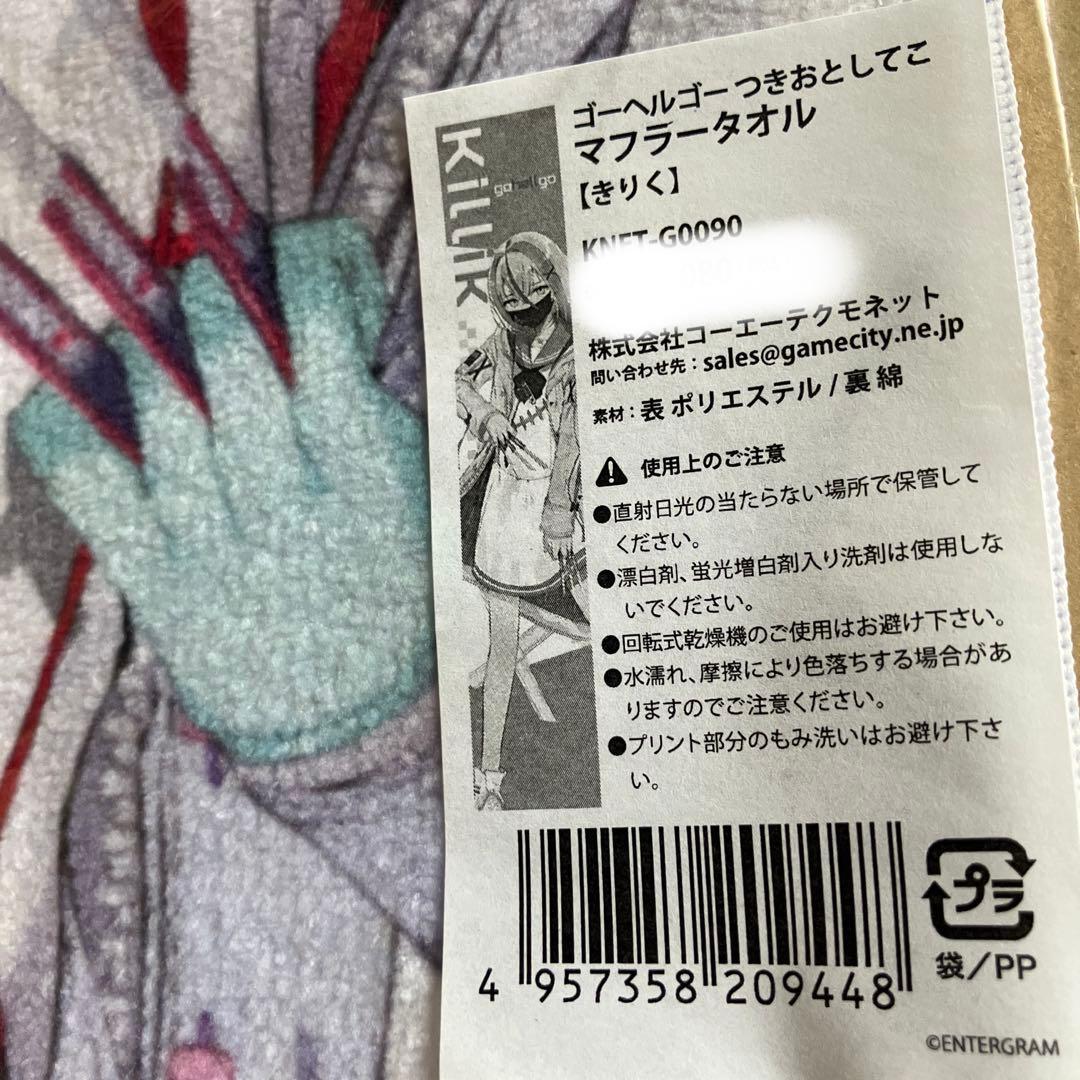 ゴーヘルゴー つきおとしてこ
マフラータオル
【きりく】
KiLLiK
go hell go
KNET-G0090
株式会社コーエーテクモネット
問い合わせ先：sales@gamecity.ne.jp
素材：表 ポリエステル / 裏 綿
使用上のご注意
●直射日光の当たらない場所で保管して
ください。
●漂白剤、蛍光増白剤入り洗剤は使用しな
いでください。
●回転式乾燥機のご使用はお避け下さい。
●水濡れ、摩擦により色落ちする場合があ
りますのでご注意ください。
●プリント部分のもみ洗いはお避け下さ
い。
4 957358 209448
プラ
袋／PP
©ENTERGRAM